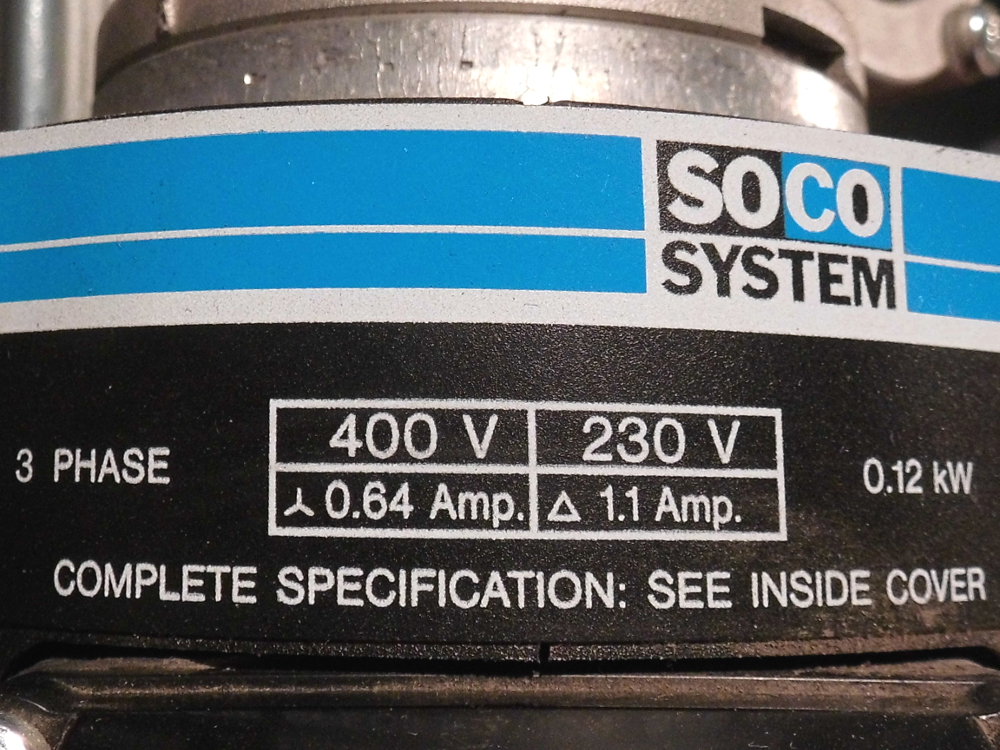 SOCO
SYSTEM
400 V 230 V
3 PHASE 0.12 kW
⅄ 0.64 Amp. △ 1.1 Amp.
COMPLETE SPECIFICATION: SEE INSIDE COVER